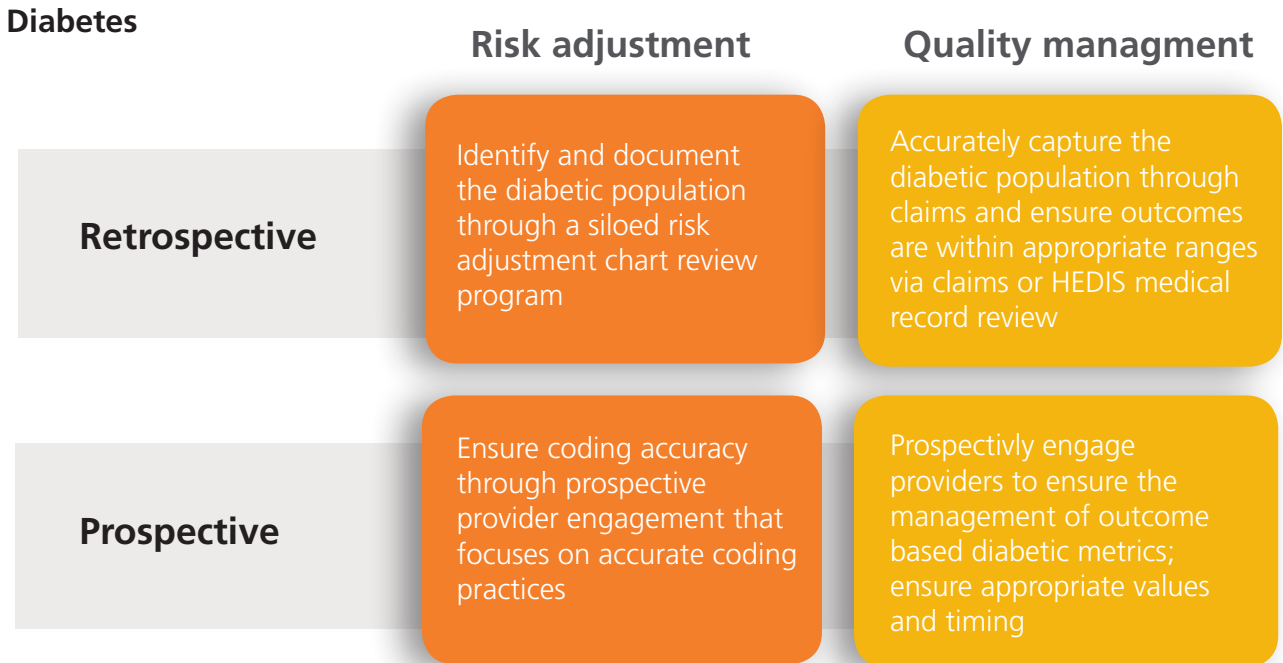 Diabetes
Risk adjustment
Quality managment
Retrospective
Identify and document
the diabetic population
through a siloed risk
adjustment chart review
program
Accurately capture the
diabetic population through
claims and ensure outcomes
are within appropriate ranges
via claims or HEDIS medical
record review
Prospective
Ensure coding accuracy
through prospective
provider engagement that
focuses on accurate coding
practices
Prospectivly engage
providers to ensure the
management of outcome
based diabetic metrics;
ensure appropriate values
and timing